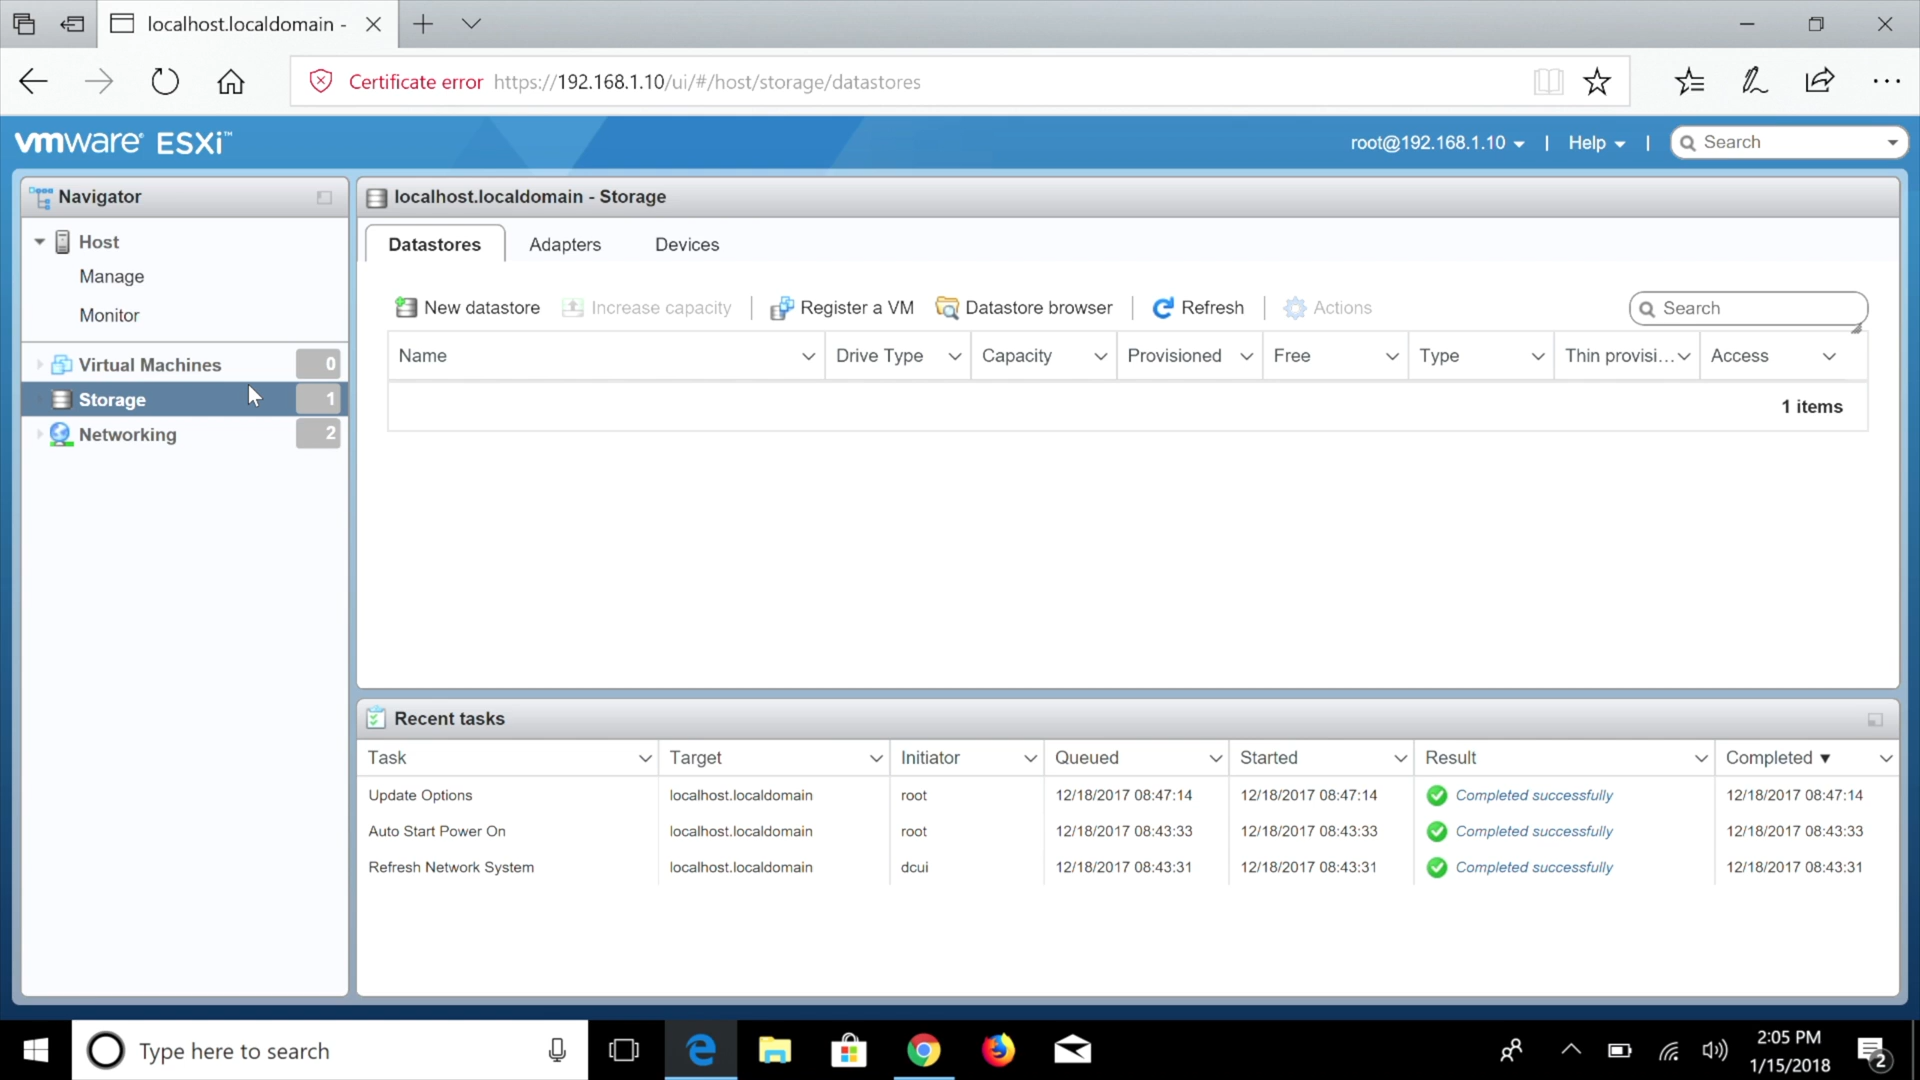 localhost.localdomain -
Certificate error https://192.168.1.10/ui/#/host/storage/datastores
vmware® ESXi™
root@192.168.1.10 | Help | Search
Navigator
Host
Manage
Monitor
Virtual Machines 0
Storage 1
Networking 2
localhost.localdomain - Storage
Datastores Adapters Devices
New datastore Increase capacity | Register a VM Datastore browser | Refresh | Actions Search
Name Drive Type Capacity Provisioned Free Type Thin provisi... Access
1 items
Recent tasks
Task Target Initiator Queued Started Result Completed
Update Options localhost.localdomain root 12/18/2017 08:47:14 12/18/2017 08:47:14 Completed successfully 12/18/2017 08:47:14
Auto Start Power On localhost.localdomain root 12/18/2017 08:43:33 12/18/2017 08:43:33 Completed successfully 12/18/2017 08:43:33
Refresh Network System localhost.localdomain dcui 12/18/2017 08:43:31 12/18/2017 08:43:31 Completed successfully 12/18/2017 08:43:31
Type here to search
2:05 PM
1/15/2018
2